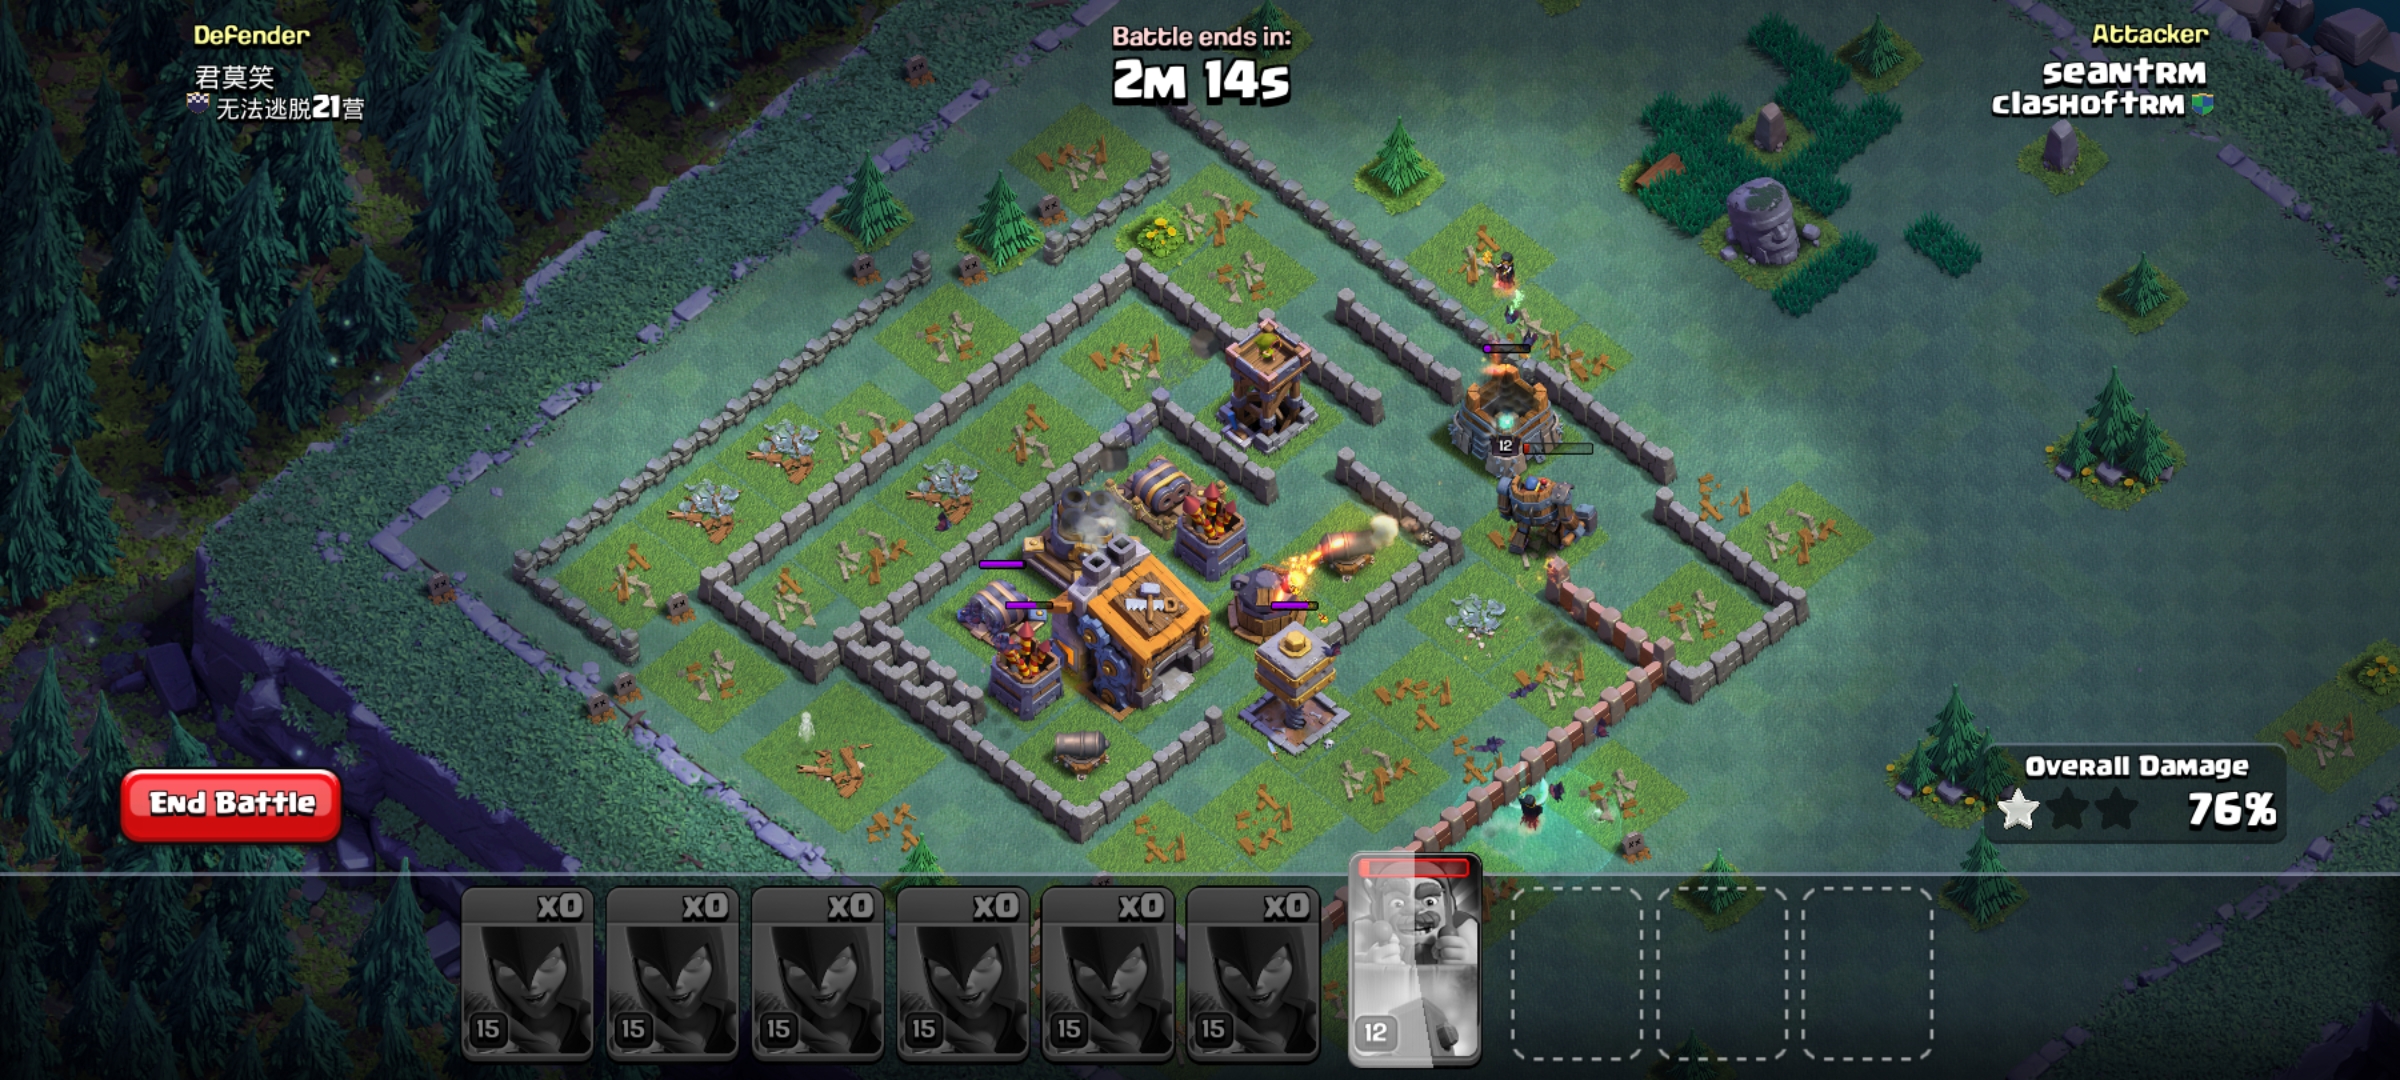 Defender
君莫笑
无法逃脱21营
Battle ends in:
2M 14s
Attacker
seantRM
clashoftRM
12
End Battle
Overall Damage
76%
x0
x0
x0
x0
x0
x0
15
15
15
15
15
15
12